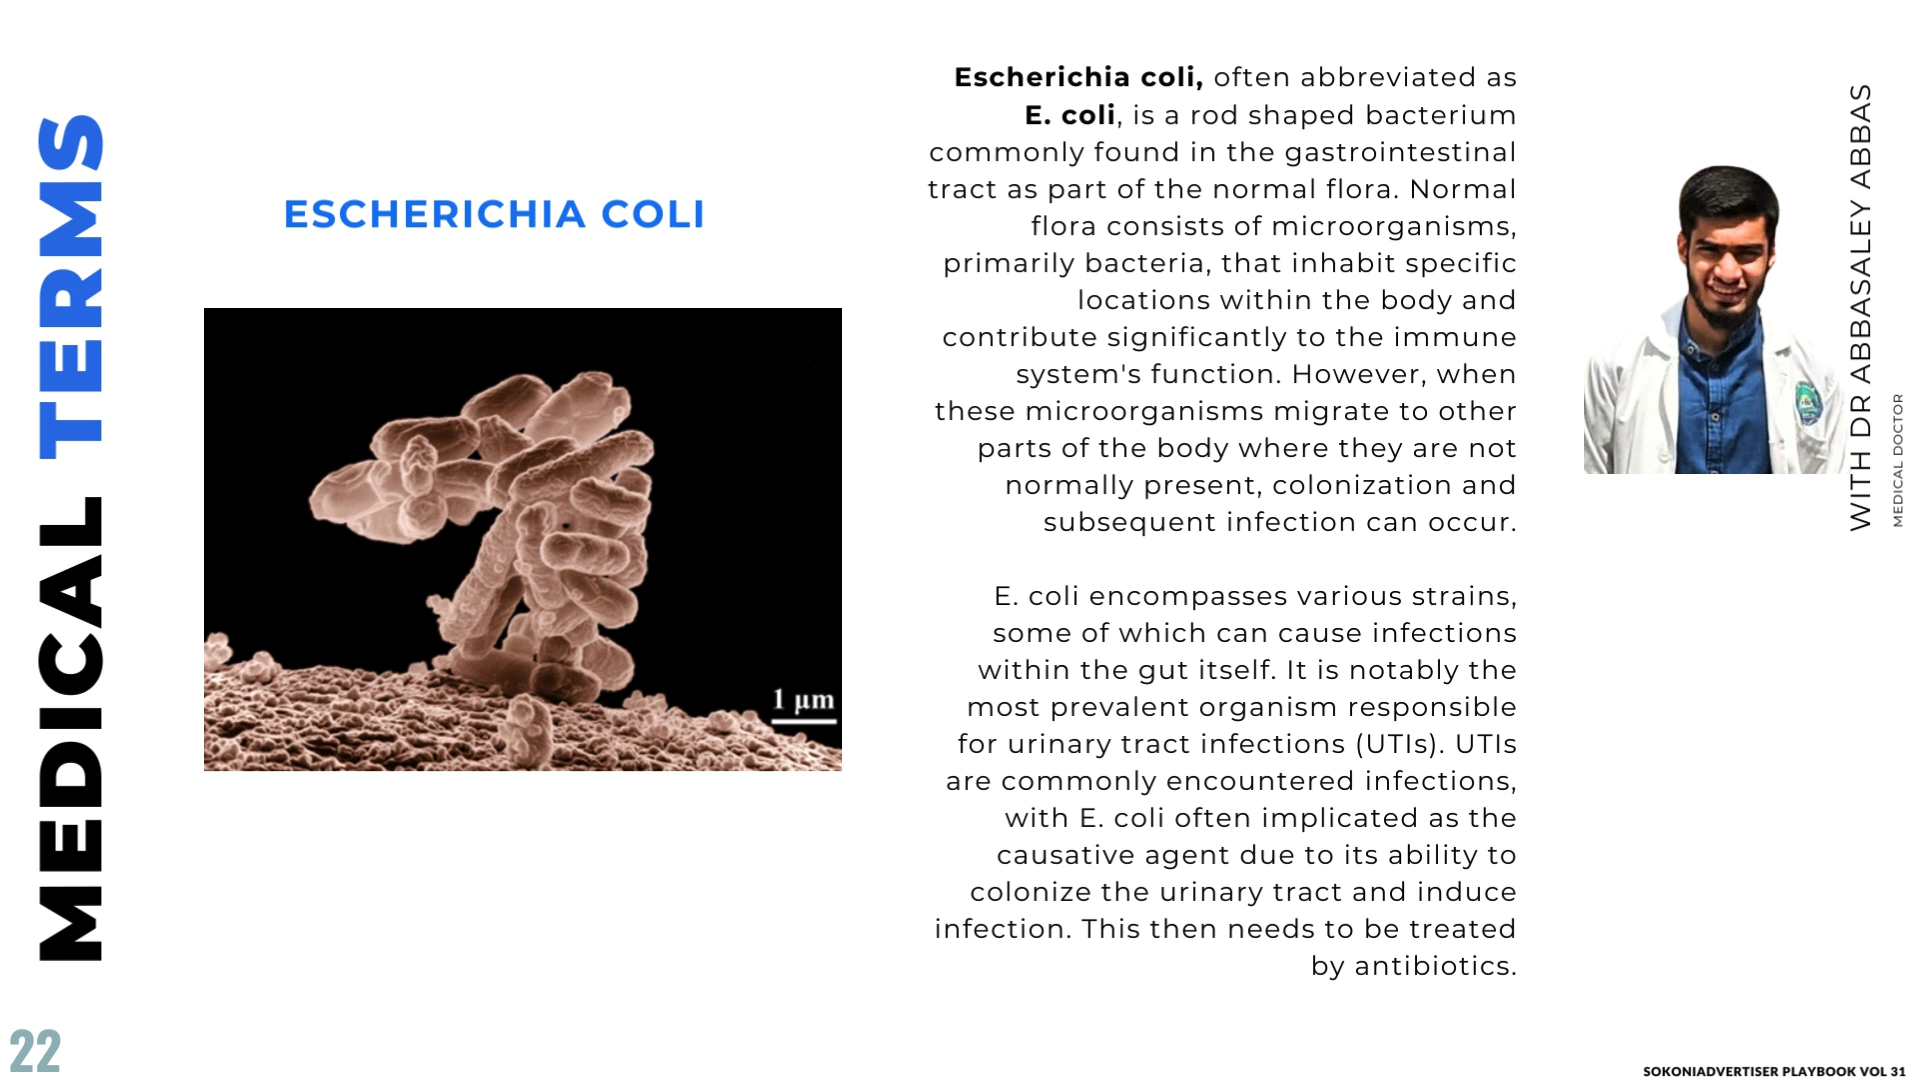 MEDICAL TERMS
ESCHERICHIA COLI
1 µm
Escherichia coli, often abbreviated as
E. coli, is a rod shaped bacterium
commonly found in the gastrointestinal
tract as part of the normal flora. Normal
flora consists of microorganisms,
primarily bacteria, that inhabit specific
locations within the body and
contribute significantly to the immune
system's function. However, when
these microorganisms migrate to other
parts of the body where they are not
normally present, colonization and
subsequent infection can occur.
E. coli encompasses various strains,
some of which can cause infections
within the gut itself. It is notably the
most prevalent organism responsible
for urinary tract infections (UTIs). UTIs
are commonly encountered infections,
with E. coli often implicated as the
causative agent due to its ability to
colonize the urinary tract and induce
infection. This then needs to be treated
by antibiotics.
WITH DR ABBASALEY ABBAS
MEDICAL DOCTOR
22
SOKONIADVERTISER PLAYBOOK VOL 31